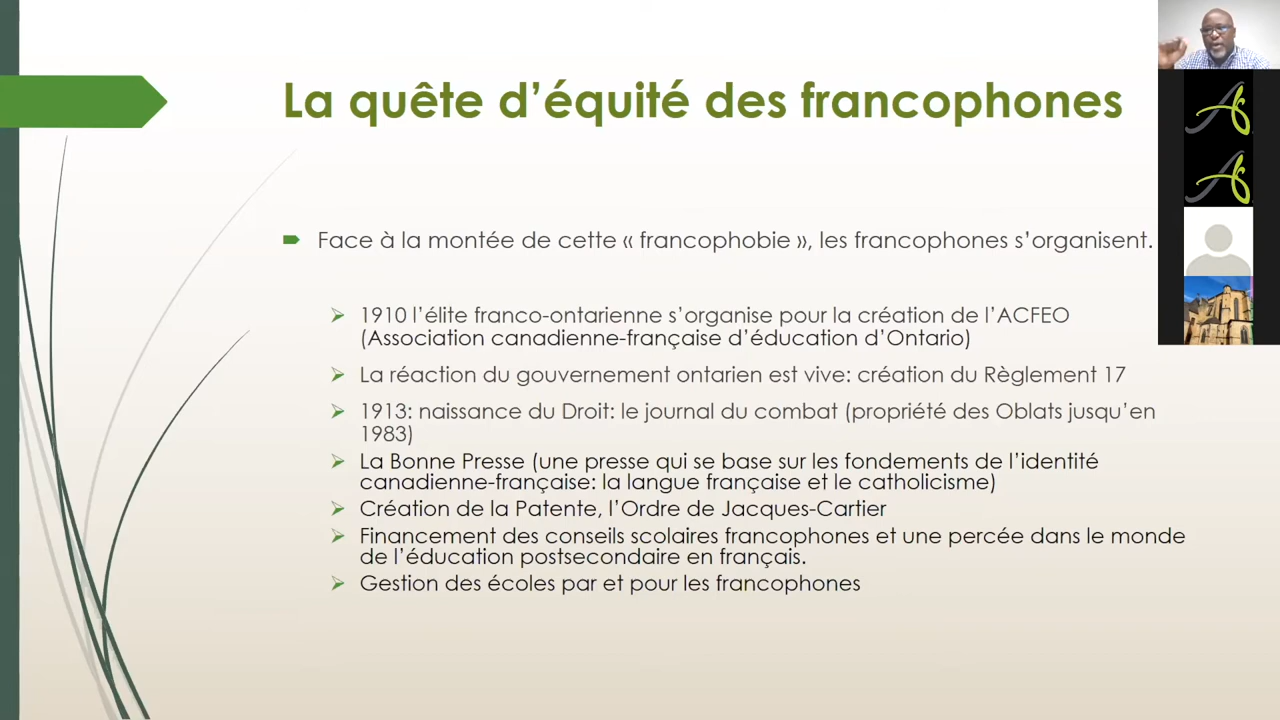 La quête d’équité des francophones
Face à la montée de cette « francophobie », les francophones s’organisent.
1910 l’élite franco-ontarienne s’organise pour la création de l’ACFEO
(Association canadienne-française d’éducation d’Ontario)
La réaction du gouvernement ontarien est vive: création du Règlement 17
1913: naissance du Droit: le journal du combat (propriété des Oblats jusqu’en
1983)
La Bonne Presse (une presse qui se base sur les fondements de l’identité
canadienne-française: la langue française et le catholicisme)
Création de la Patente, l’Ordre de Jacques-Cartier
Financement des conseils scolaires francophones et une percée dans le monde
de l’éducation postsecondaire en français.
Gestion des écoles par et pour les francophones